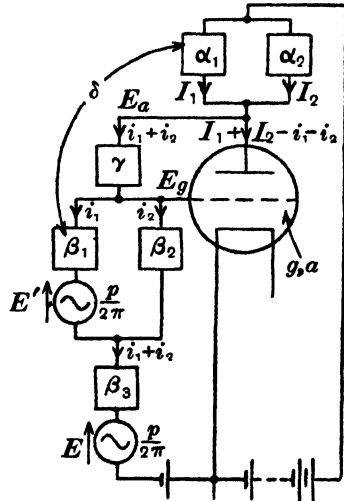 α₁ α₂
δ
I₁ I₂
Eₐ
i₁+i₂ I₁+I₂-i₁-i₂
γ
E_g
i₁ i₂
β₁ β₂
g,a
E′ p/2π
i₁+i₂
β₃
E p/2π